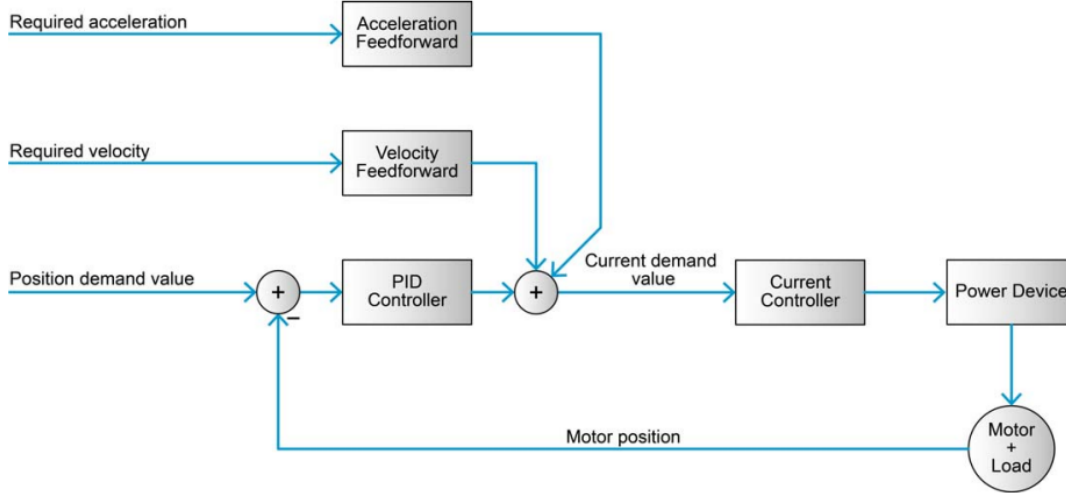 Required acceleration
Acceleration
Feedforward
Required velocity
Velocity
Feedforward
Position demand value
+
−
PID
Controller
+
Current demand
value
Current
Controller
Power Device
Motor position
Motor
+
Load